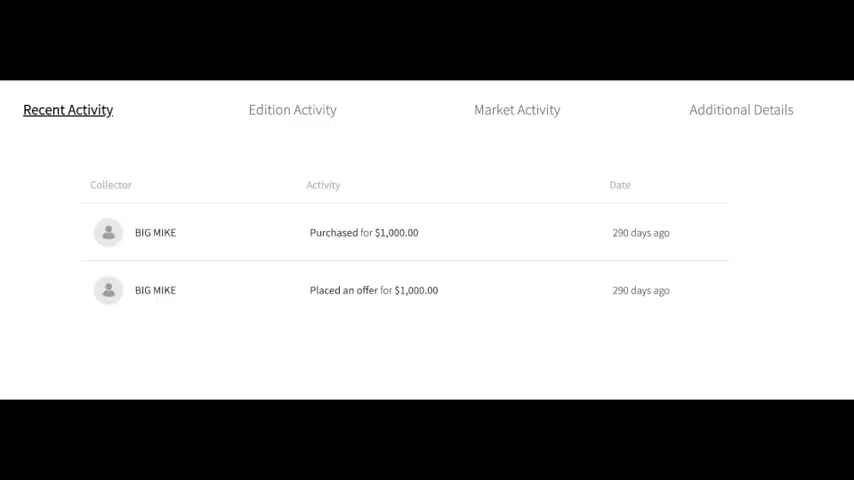 Recent Activity Edition Activity Market Activity Additional Details
Collector Activity Date
BIG MIKE Purchased for $1,000.00 290 days ago
BIG MIKE Placed an offer for $1,000.00 290 days ago